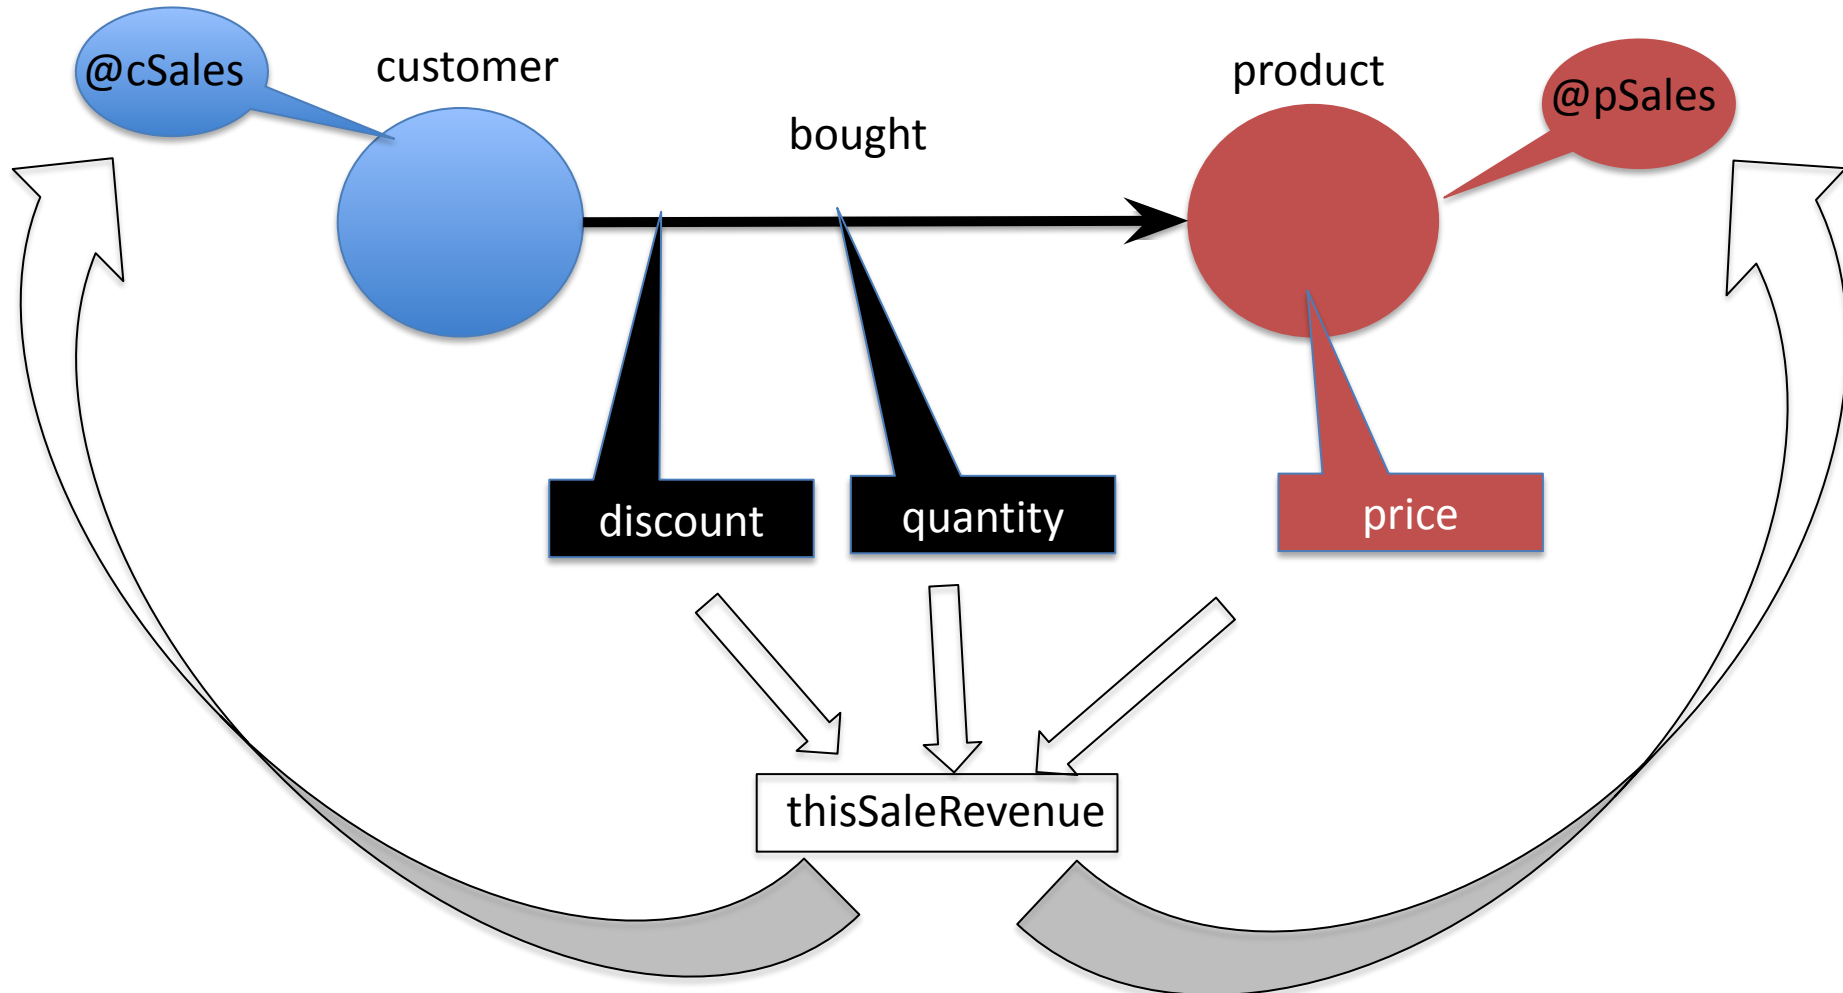 @cSales
customer
bought
product
@pSales
discount
quantity
price
thisSaleRevenue